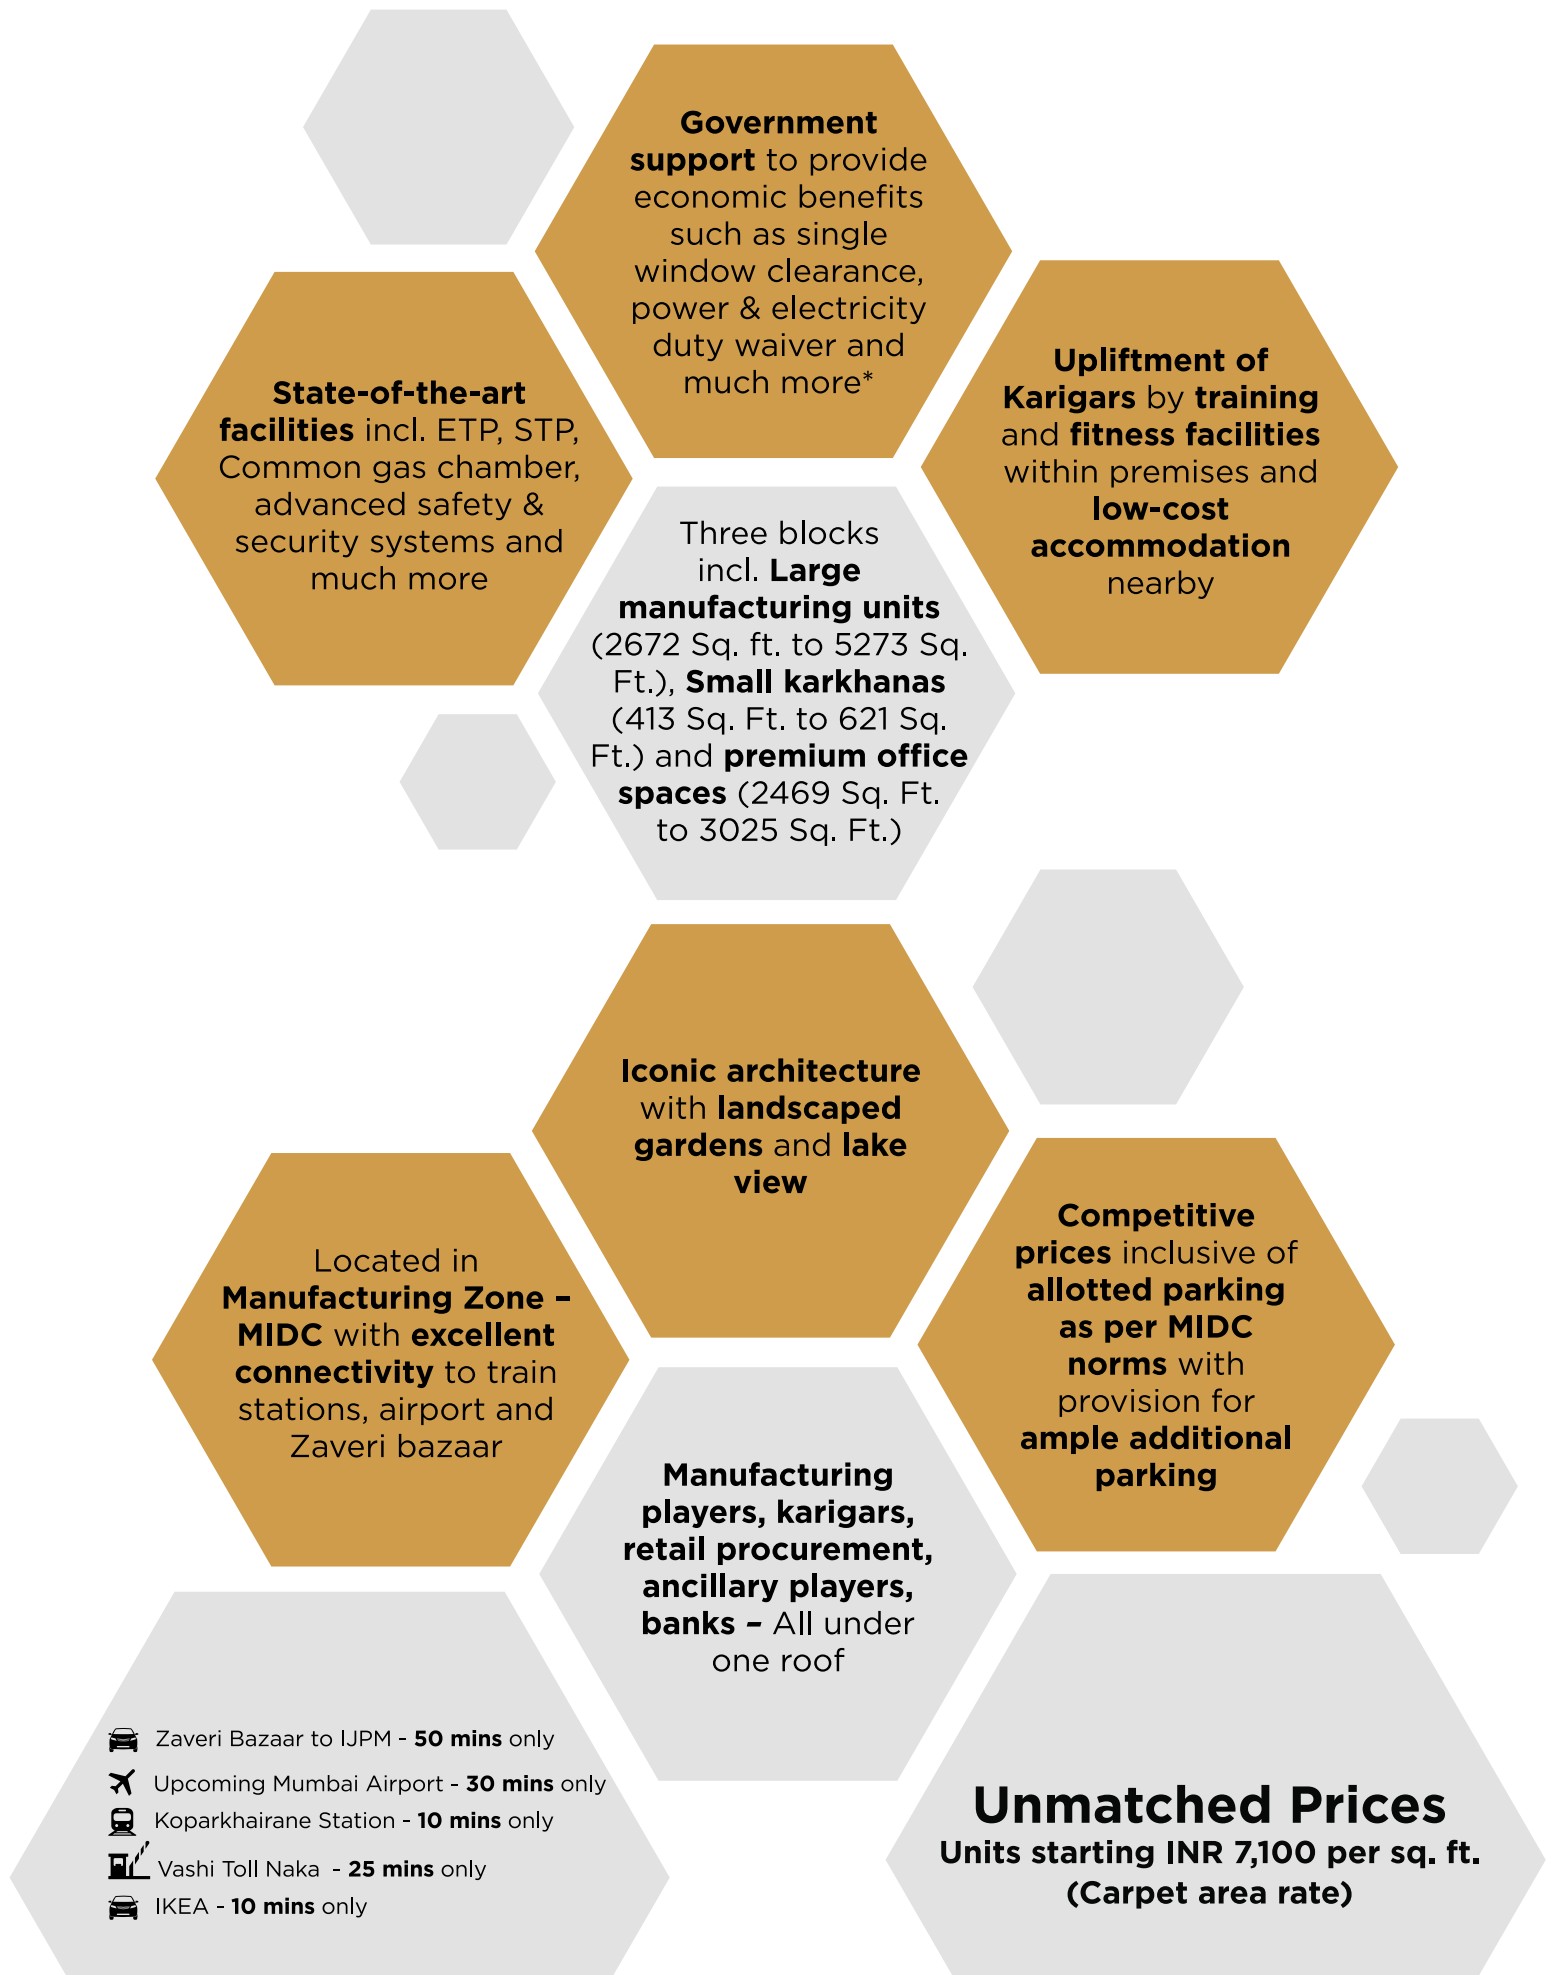 Government
support to provide
economic benefits
such as single
window clearance,
power & electricity
duty waiver and
much more*
State-of-the-art
facilities incl. ETP, STP,
Common gas chamber,
advanced safety &
security systems and
much more
Upliftment of
Karigars by training
and fitness facilities
within premises and
low-cost
accommodation
nearby
Three blocks
incl. Large
manufacturing units
(2672 Sq. ft. to 5273 Sq.
Ft.), Small karkhanas
(413 Sq. Ft. to 621 Sq.
Ft.) and premium office
spaces (2469 Sq. Ft.
to 3025 Sq. Ft.)
Iconic architecture
with landscaped
gardens and lake
view
Located in
Manufacturing Zone –
MIDC with excellent
connectivity to train
stations, airport and
Zaveri bazaar
Competitive
prices inclusive of
allotted parking
as per MIDC
norms with
provision for
ample additional
parking
Manufacturing
players, karigars,
retail procurement,
ancillary players,
banks – All under
one roof
Zaveri Bazaar to IJPM - 50 mins only
Upcoming Mumbai Airport - 30 mins only
Koparkhairane Station - 10 mins only
Vashi Toll Naka - 25 mins only
IKEA - 10 mins only
Unmatched Prices
Units starting INR 7,100 per sq. ft.
(Carpet area rate)